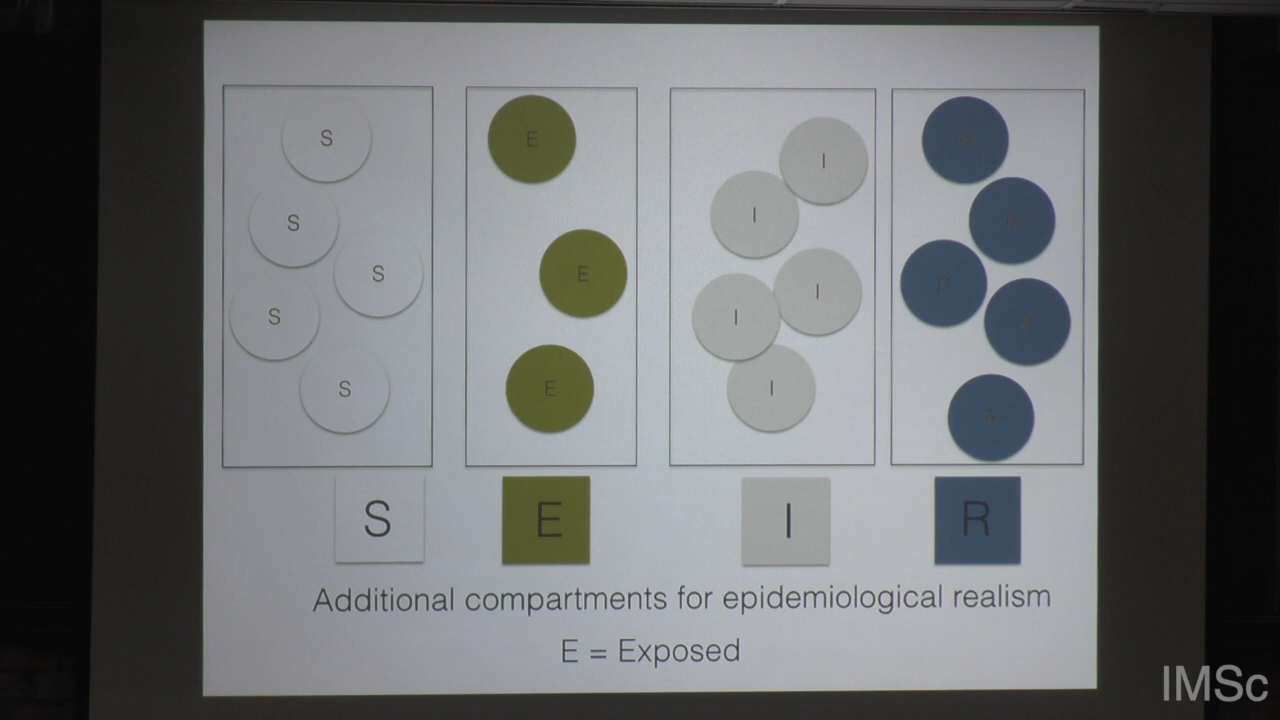 S
S
S
S
S
E
E
E
I
I
I
I
I
R
R
R
R
R
S E I R
Additional compartments for epidemiological realism
E = Exposed
IMSc